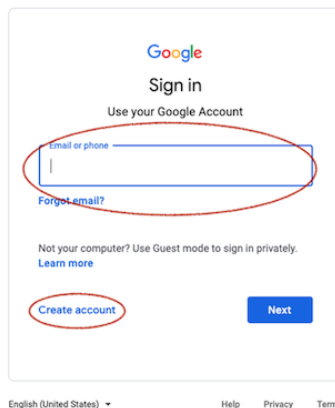 Google
Sign in
Use your Google Account
Email or phone
Forgot email?
Not your computer? Use Guest mode to sign in privately.
Learn more
Create account
Next
English (United States)
Help
Privacy